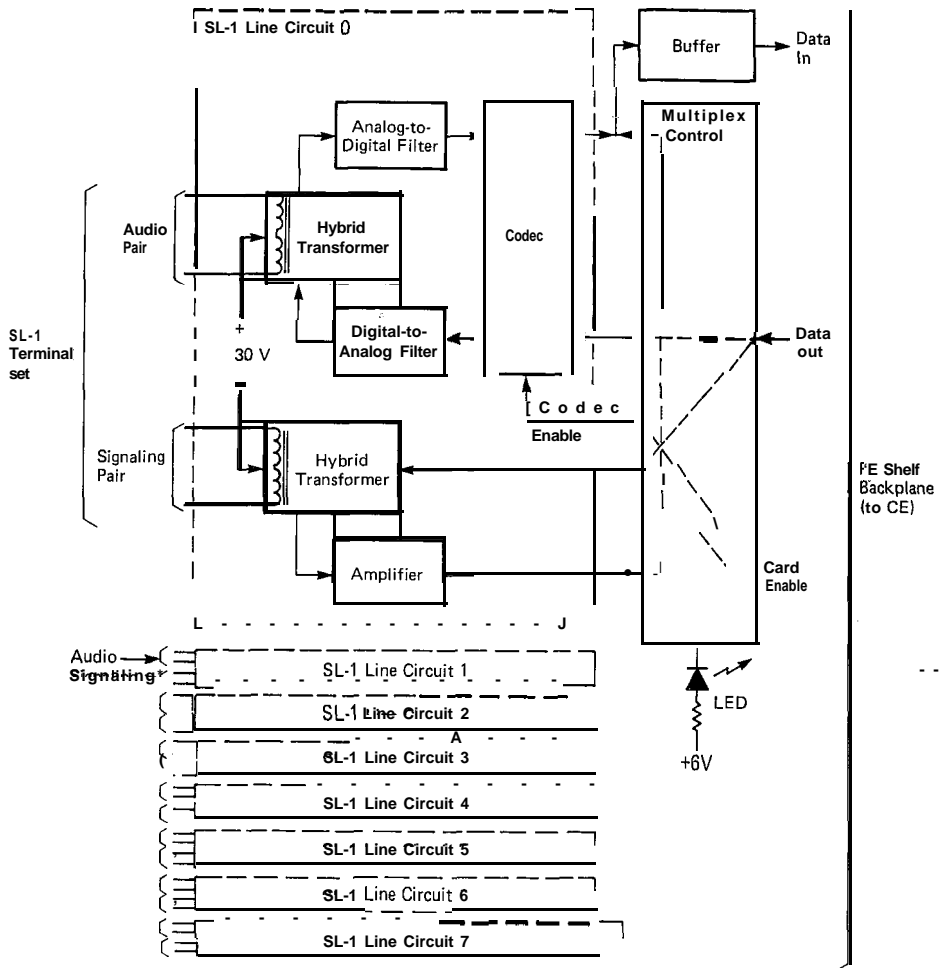 SL-1 Line Circuit 0
Buffer
Data
In
Multiplex
Control
Analog-to-
Digital Filter
Audio
Pair
Hybrid
Transformer
Codec
SL-1
Terminal
set
+
30 V
Digital-to-
Analog Filter
Data
out
Codec
Enable
Signaling
Pair
Hybrid
Transformer
PE Shelf
Backplane
(to CE)
Amplifier
Card
Enable
Audio
Signaling
SL-1 Line Circuit 1
LED
SL-1 Line Circuit 2
SL-1 Line Circuit 3
+6V
SL-1 Line Circuit 4
SL-1 Line Circuit 5
SL-1 Line Circuit 6
SL-1 Line Circuit 7